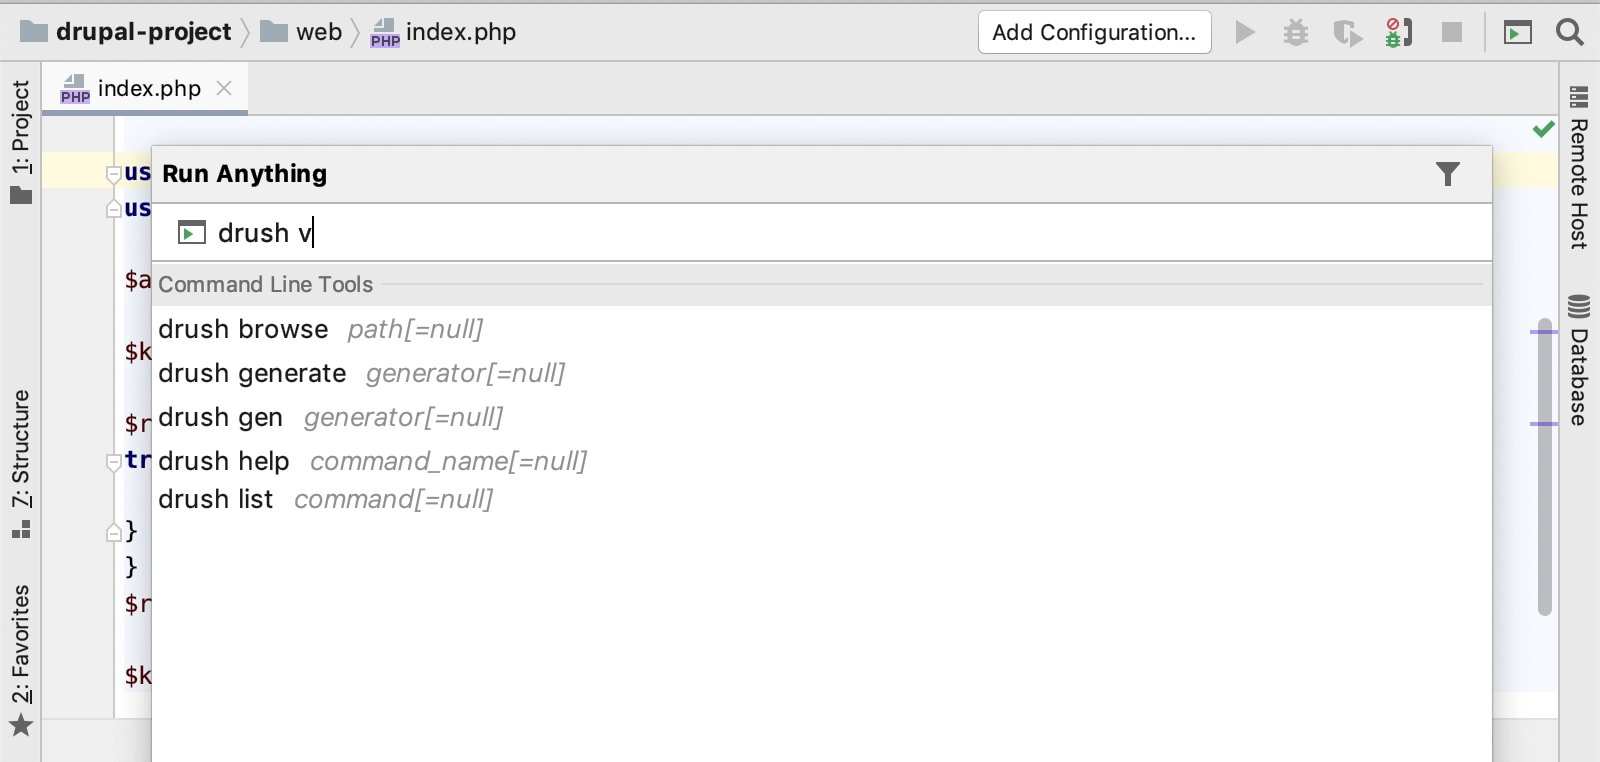 drupal-project web PHP index.php Add Configuration...
PHP index.php
1: Project
7: Structure
2: Favorites
us
us
$a
$k
$r
tr
}
}
$r
$k
Run Anything
drush v
Command Line Tools
drush browse path[=null]
drush generate generator[=null]
drush gen generator[=null]
drush help command_name[=null]
drush list command[=null]
Remote Host
Database